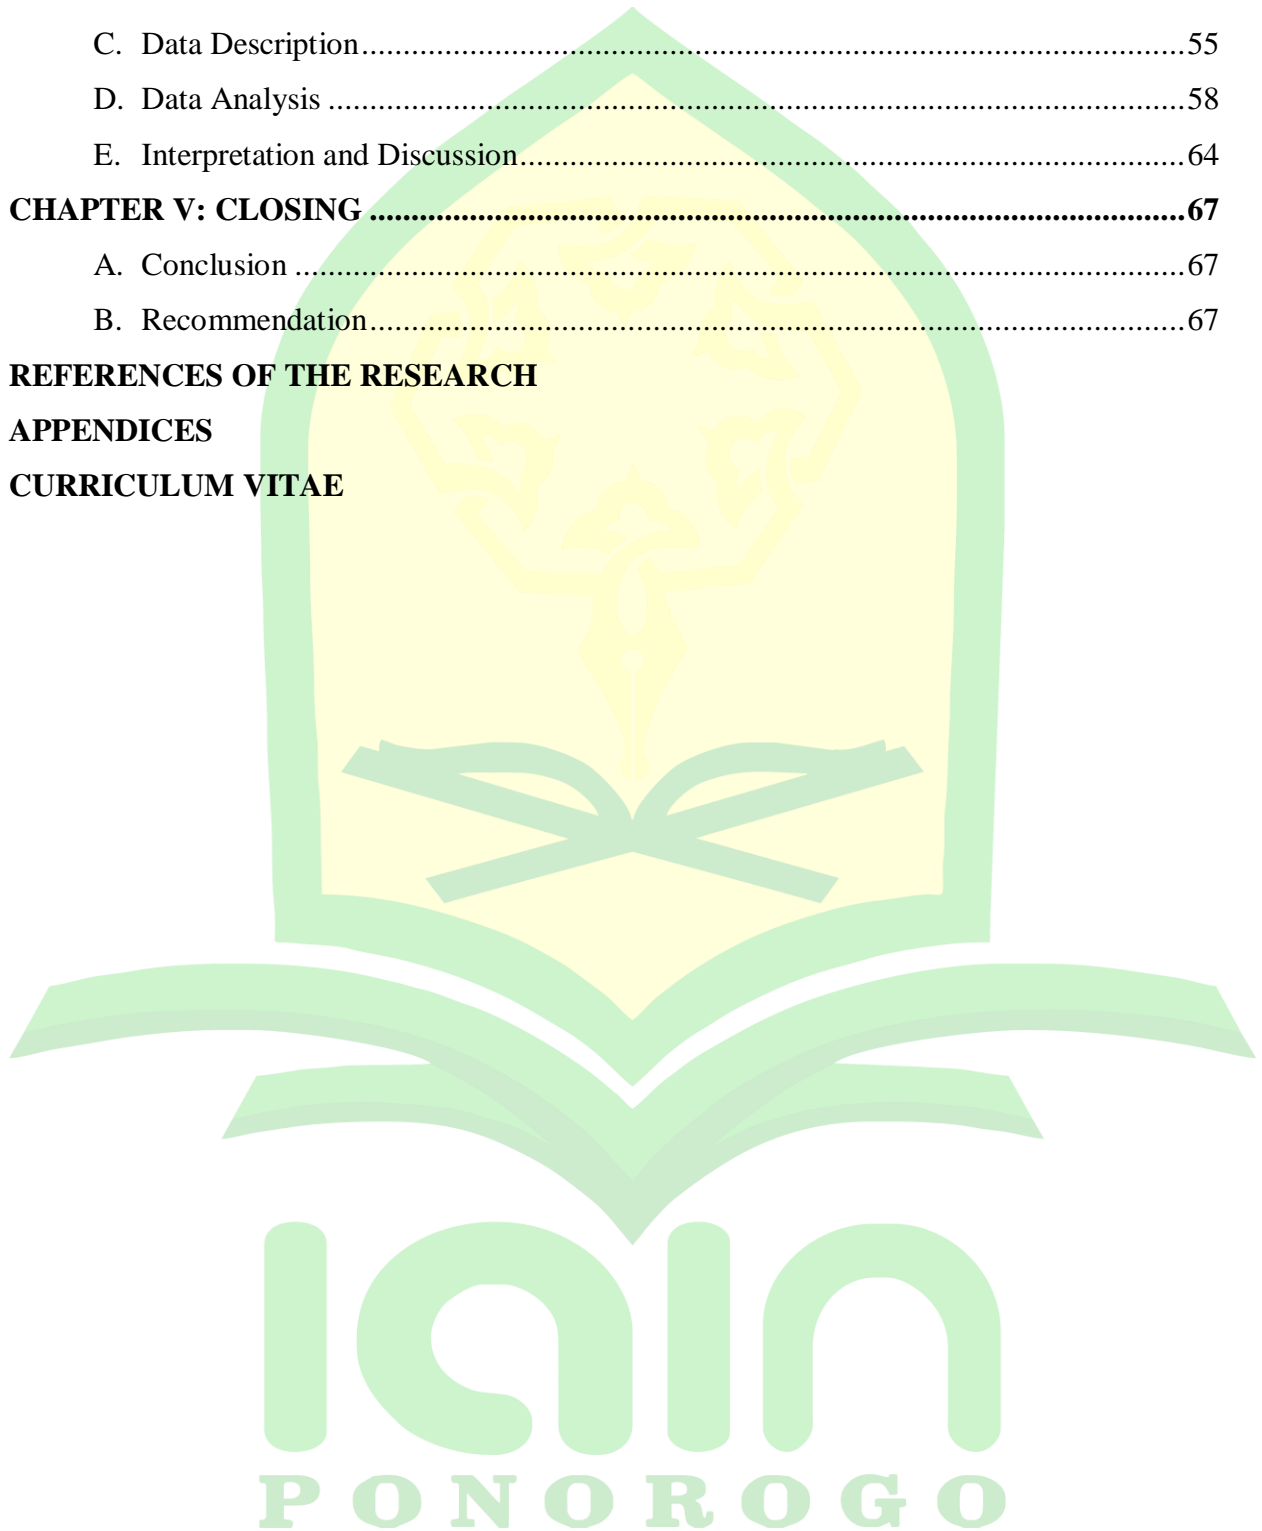 C. Data Description.......................................................................................................55
D. Data Analysis ...........................................................................................................58
E. Interpretation and Discussion...................................................................................64
CHAPTER V: CLOSING ...................................................................................................67
A. Conclusion ...............................................................................................................67
B. Recommendation......................................................................................................67
REFERENCES OF THE RESEARCH
APPENDICES
CURRICULUM VITAE
iain
PONOROGO